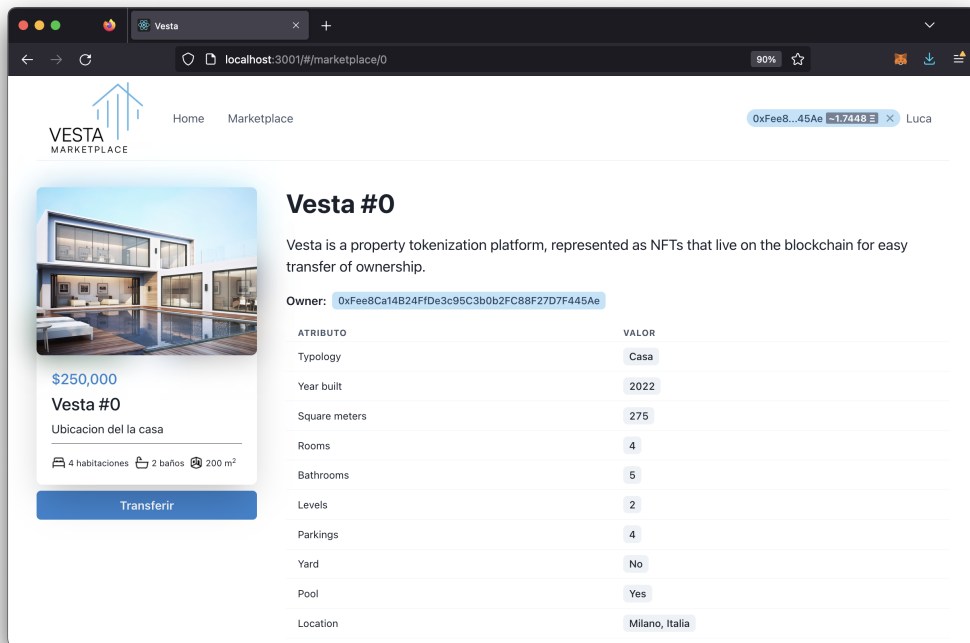 Vesta
localhost:3001/#/marketplace/0
90%
VESTA
MARKETPLACE
Home
Marketplace
0xFee8...45Ae ~1.7448 Ξ
Luca
Vesta #0
Vesta is a property tokenization platform, represented as NFTs that live on the blockchain for easy
transfer of ownership.
Owner: 0xFee8Ca14B24FfDe3c95C3b0b2FC88F27D7F445Ae
ATRIBUTO VALOR
Typology Casa
Year built 2022
Square meters 275
Rooms 4
Bathrooms 5
Levels 2
Parkings 4
Yard No
Pool Yes
Location Milano, Italia
$250,000
Vesta #0
Ubicacion del la casa
4 habitaciones 2 baños 200 m²
Transferir